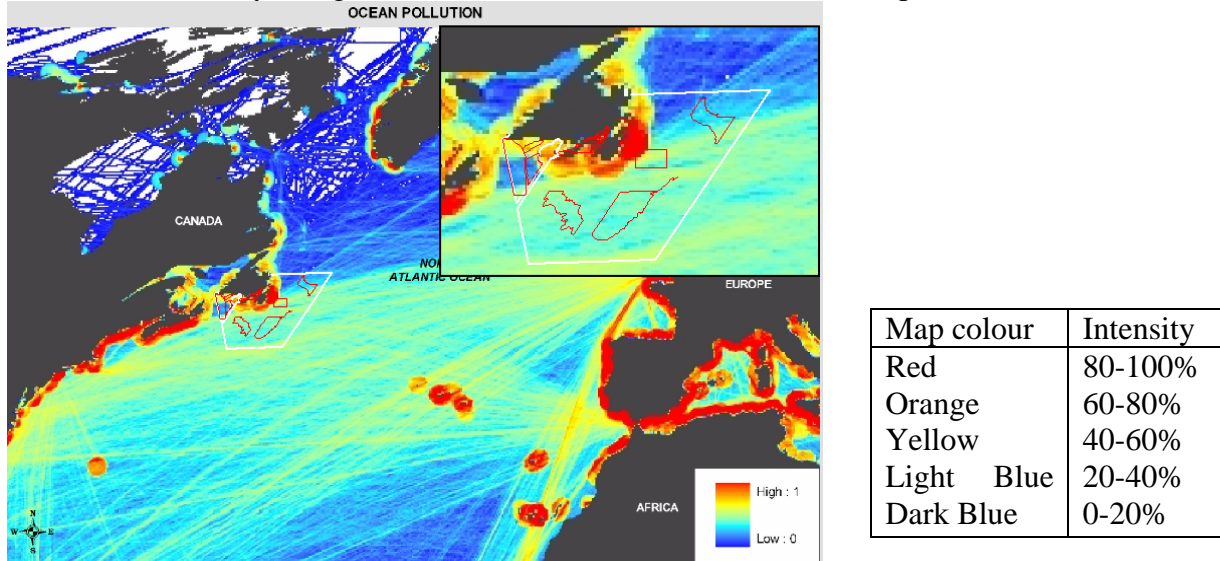 OCEAN POLLUTION
CANADA
NO
ATLANTIC OCEAN
EUROPE
AFRICA
N
W E
S
High : 1
Low : 0
Map colour Intensity
Red 80-100%
Orange 60-80%
Yellow 40-60%
Light Blue 20-40%
Dark Blue 0-20%